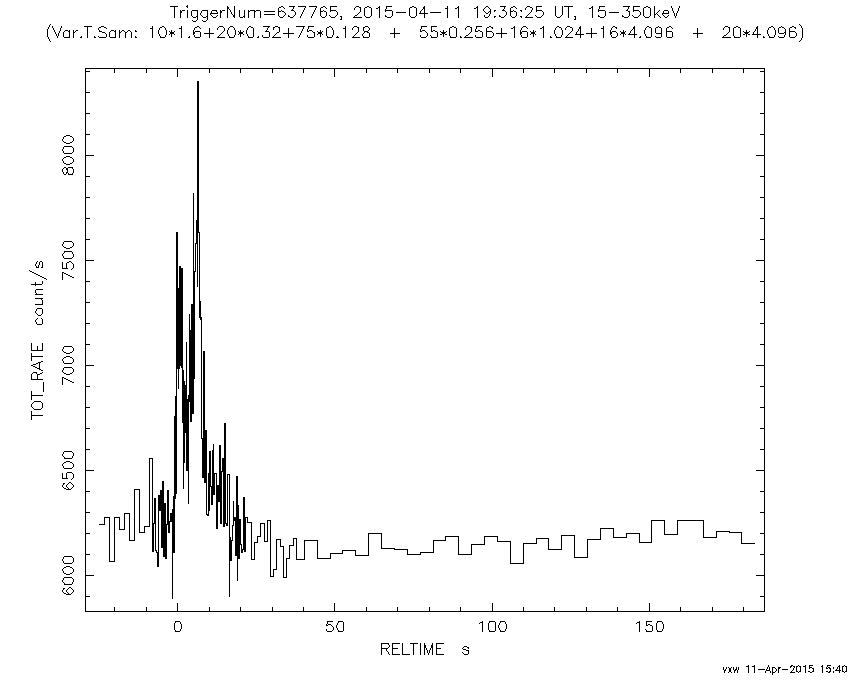 TriggerNum=637765, 2015-04-11 19:36:25 UT, 15-350keV
(Var.T.Sam: 10*1.6+20*0.32+75*0.128 + 55*0.256+16*1.024+16*4.096 + 20*4.096)
TOT_RATE count/s
8000
7500
7000
6500
6000
0 50 100 150
RELTIME s
vxw 11-Apr-2015 15:40